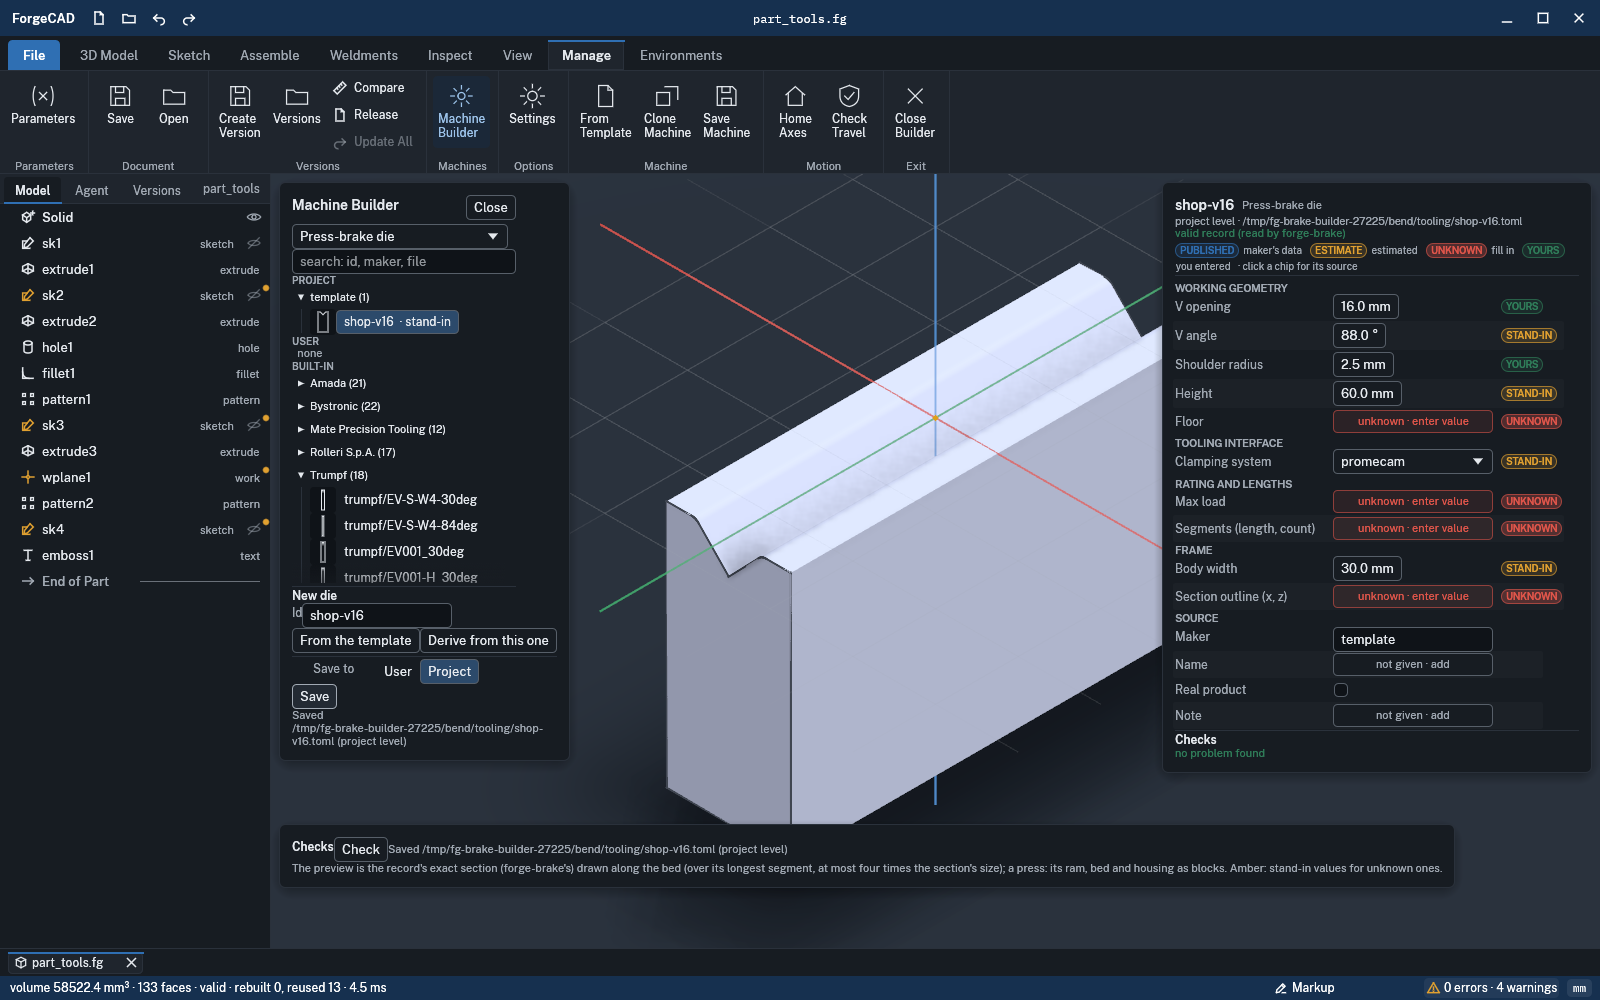 ForgeCAD
part_tools.fg
File 3D Model Sketch Assemble Weldments Inspect View Manage Environments
Parameters
Save Open
Create Version
Versions
Compare
Release
Update All
Machine Builder
Settings
From Template
Clone Machine
Save Machine
Home Axes
Check Travel
Close Builder
Parameters Document Versions Machines Options Machine Motion Exit
Model Agent Versions part_tools
Solid
sk1 sketch
extrude1 extrude
sk2 sketch
extrude2 extrude
hole1 hole
fillet1 fillet
pattern1 pattern
sk3 sketch
extrude3 extrude
wplane1 work
pattern2 pattern
sk4 sketch
emboss1 text
End of Part
Machine Builder Close
Press-brake die
search: id, maker, file
PROJECT
template (1)
shop-v16 · stand-in
USER
none
BUILT-IN
Amada (21)
Bystronic (22)
Mate Precision Tooling (12)
Rolleri S.p.A. (17)
Trumpf (18)
trumpf/EV-S-W4-30deg
trumpf/EV-S-W4-84deg
trumpf/EV001_30deg
trumpf/EV001-H_30deg
New die
Id shop-v16
From the template Derive from this one
Save to User Project
Save
Saved
/tmp/fg-brake-builder-27225/bend/tooling/shop-
v16.toml (project level)
shop-v16 Press-brake die
project level · /tmp/fg-brake-builder-27225/bend/tooling/shop-v16.toml
valid record (read by forge-brake)
PUBLISHED maker's data ESTIMATE estimated UNKNOWN fill in YOURS
you entered · click a chip for its source
WORKING GEOMETRY
V opening 16.0 mm YOURS
V angle 88.0 ° STAND-IN
Shoulder radius 2.5 mm YOURS
Height 60.0 mm STAND-IN
Floor unknown · enter value UNKNOWN
TOOLING INTERFACE
Clamping system promecam STAND-IN
RATING AND LENGTHS
Max load unknown · enter value UNKNOWN
Segments (length, count) unknown · enter value UNKNOWN
FRAME
Body width 30.0 mm STAND-IN
Section outline (x, z) unknown · enter value UNKNOWN
SOURCE
Maker template
Name not given · add
Real product
Note not given · add
Checks
no problem found
Checks Check Saved /tmp/fg-brake-builder-27225/bend/tooling/shop-v16.toml (project level)
The preview is the record's exact section (forge-brake's) drawn along the bed (over its longest segment, at most four times the section's size); a press: its ram, bed and housing as blocks. Amber: stand-in values for unknown ones.
part_tools.fg
volume 58522.4 mm³ · 133 faces · valid · rebuilt 0, reused 13 · 4.5 ms Markup 0 errors · 4 warnings mm